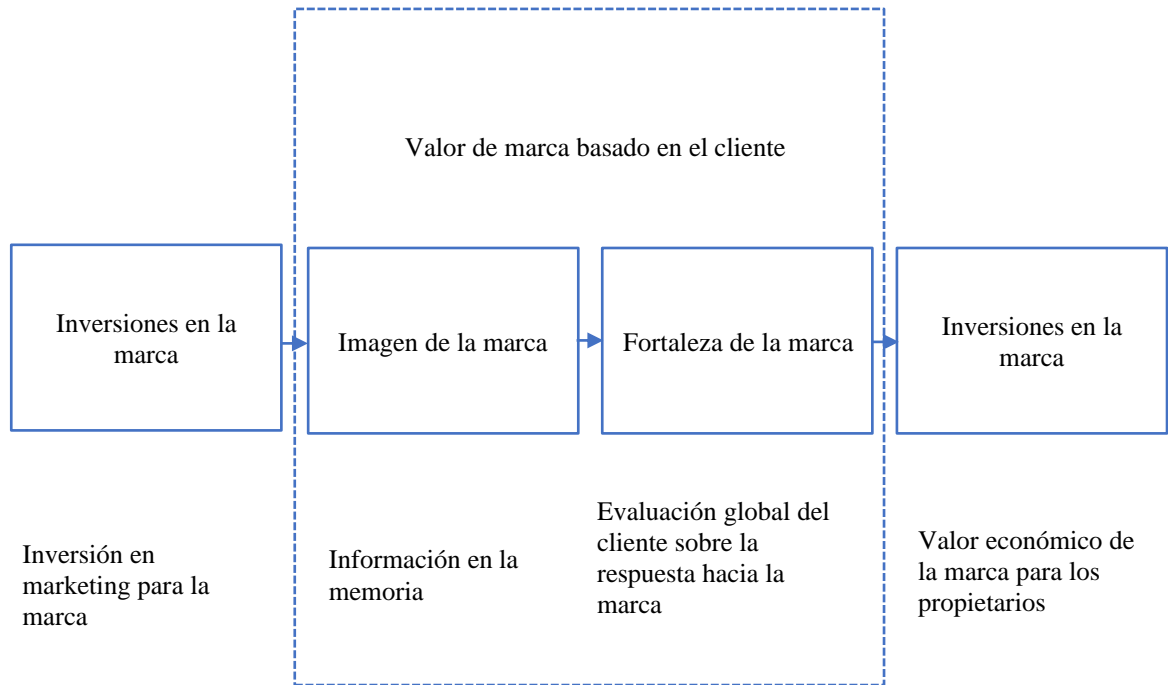 Valor de marca basado en el cliente
Inversiones en la
marca
Imagen de la marca
Fortaleza de la marca
Inversiones en la
marca
Inversión en
marketing para la
marca
Información en la
memoria
Evaluación global del
cliente sobre la
respuesta hacia la
marca
Valor económico de
la marca para los
propietarios